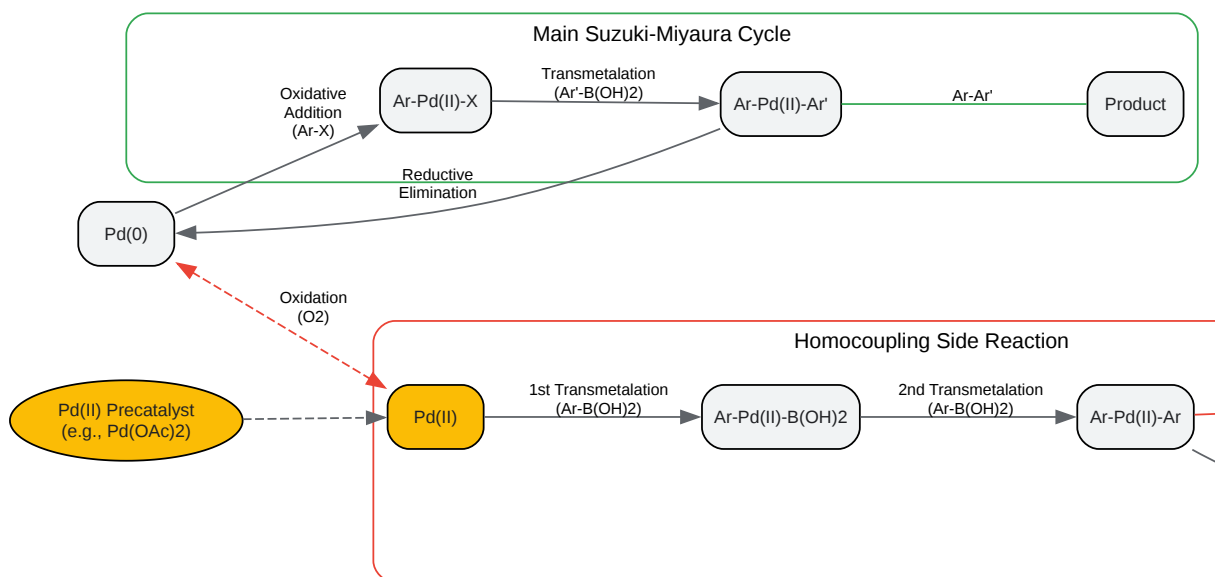 Main Suzuki-Miyaura Cycle
Oxidative
Addition
(Ar-X)
Ar-Pd(II)-X
Transmetalation
(Ar'-B(OH)2)
Ar-Pd(II)-Ar'
Ar-Ar'
Product
Reductive
Elimination
Pd(0)
Oxidation
(O2)
Homocoupling Side Reaction
Pd(II) Precatalyst
(e.g., Pd(OAc)2)
Pd(II)
1st Transmetalation
(Ar-B(OH)2)
Ar-Pd(II)-B(OH)2
2nd Transmetalation
(Ar-B(OH)2)
Ar-Pd(II)-Ar